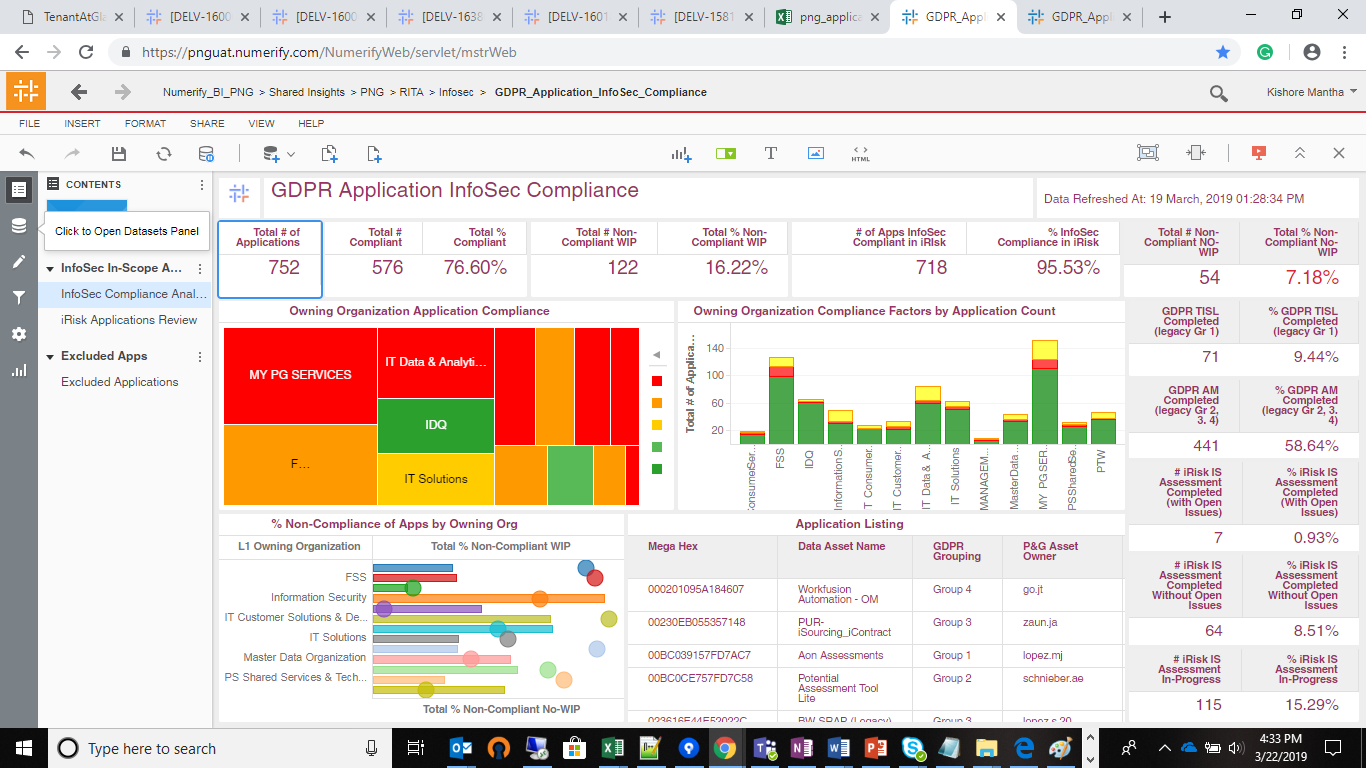 TenantAtGla
[DELV-1600
[DELV-1600
[DELV-1638
[DELV-1601
[DELV-1581
png_applica
GDPR_Appl
GDPR_Appl
https://pnguat.numerify.com/NumerifyWeb/servlet/mstrWeb
Numerify_BI_PNG > Shared Insights > PNG > RITA > Infosec > GDPR_Application_InfoSec_Compliance
Kishore Mantha
FILE INSERT FORMAT SHARE VIEW HELP
HTML
CONTENTS
Click to Open Datasets Panel
InfoSec In-Scope A...
InfoSec Compliance Anal...
iRisk Applications Review
Excluded Apps
Excluded Applications
GDPR Application InfoSec Compliance
Data Refreshed At: 19 March, 2019 01:28:34 PM
Total # of
Applications
752
Total #
Compliant
576
Total %
Compliant
76.60%
Total # Non-
Compliant WIP
122
Total % Non-
Compliant WIP
16.22%
# of Apps InfoSec
Compliant in iRIsk
718
% InfoSec
Compliance in iRisk
95.53%
Total # Non-
Compliant NO-
WIP
54
Total % Non-
Compliant No-
WIP
7.18%
Owning Organization Application Compliance
MY PG SERVICES
F...
IT Data & Analyti...
IDQ
IT Solutions
Owning Organization Compliance Factors by Application Count
Total # of Applica...
140
100
60
20
ConsumerSer...
FSS
IDQ
InformationS...
IT Consumer...
IT Customer...
IT Data & A...
IT Solutions
MANAGEM...
MasterData...
MY PGSER...
PSSharedSe...
PTW
GDPR TISL
Completed
(legacy Gr 1)
71
% GDPR TISL
Completed
(legacy Gr 1)
9.44%
GDPR AM
Completed
(legacy Gr 2,
3. 4)
441
% GDPR AM
Completed
(legacy Gr 2, 3.
4)
58.64%
# iRisk IS
Assessment
Completed
(with Open
Issues)
7
% iRisk IS
Assessment
Completed
(With Open
Issues)
0.93%
# iRisk IS
Assessment
Completed
Without Open
Issues
64
% iRisk IS
Assessment
Completed
Without Open
Issues
8.51%
# iRisk IS
Assessment
In-Progress
115
% iRisk IS
Assessment
In-Progress
15.29%
% Non-Compliance of Apps by Owning Org
L1 Owning Organization
Total % Non-Compliant WIP
FSS
Information Security
IT Customer Solutions & De...
IT Solutions
Master Data Organization
PS Shared Services & Tech...
Total % Non-Compliant No-WIP
Application Listing
Mega Hex
Data Asset Name
GDPR
Grouping
P&G Asset
Owner
000201095A184607
Workfusion
Automation - OM
Group 4
go.jt
00230EB055357148
PUR-
iSourcing_iContract
Group 3
zaun.ja
00BC039157FD7AC7
Aon Assessments
Group 1
lopez.mj
00BC0CE757FD7C58
Potential
Assessment Tool
Lite
Group 2
schnieber.ae
023616E44E52022C
BW SRAP (Legacy)
Group 3
lopez.s.20
Type here to search
4:33 PM
3/22/2019